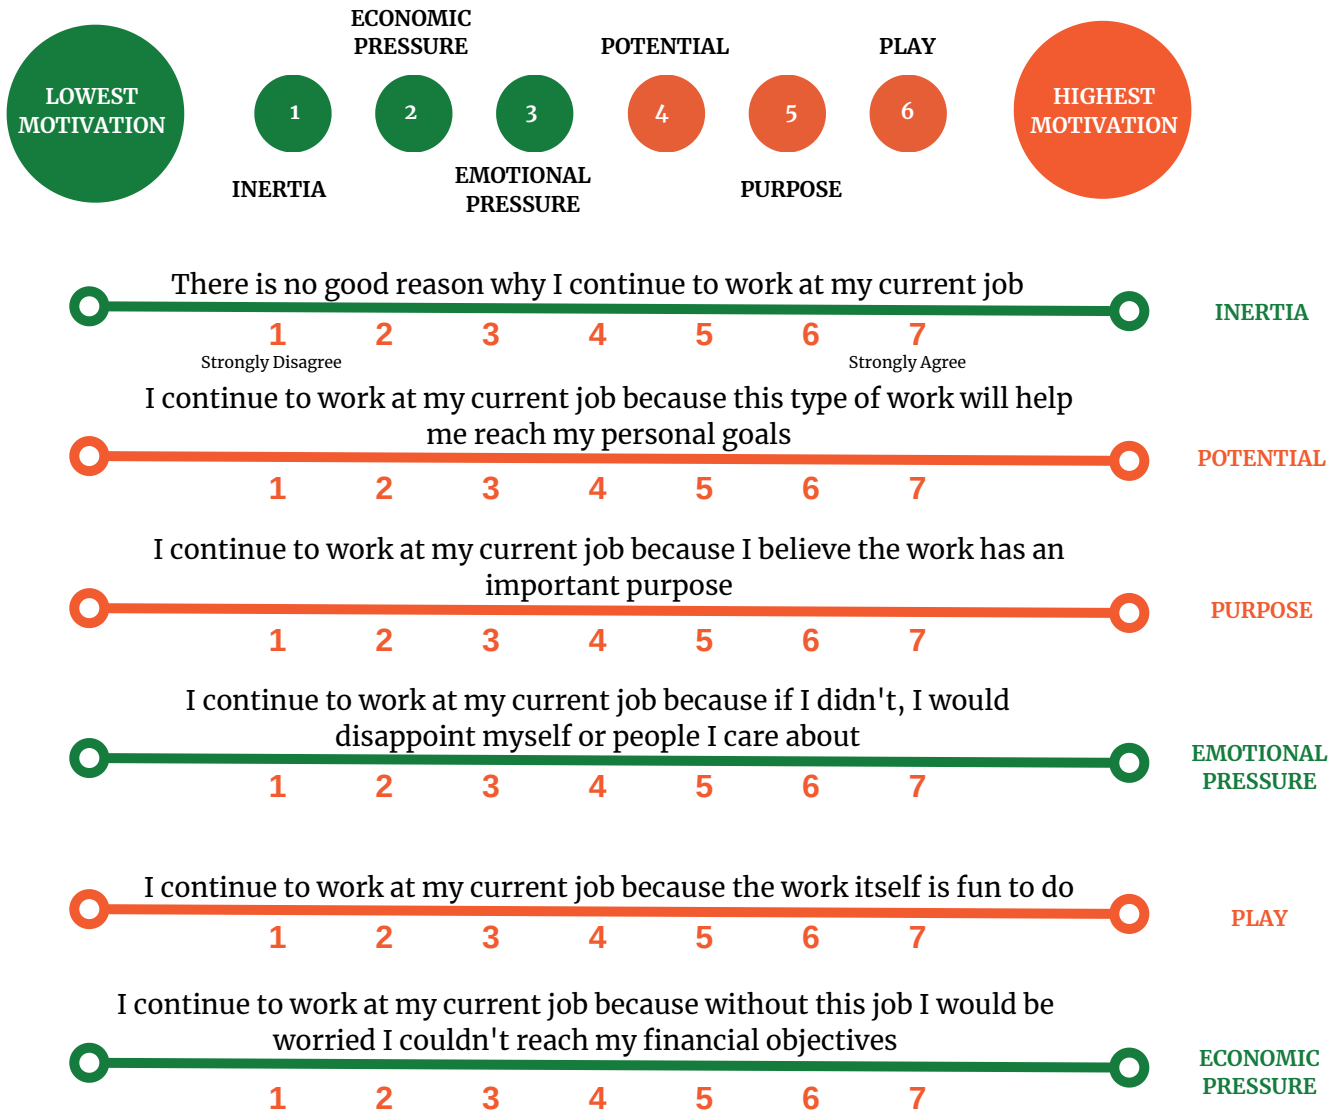 LOWEST
MOTIVATION
ECONOMIC
PRESSURE
POTENTIAL
PLAY
1
2
3
4
5
6
HIGHEST
MOTIVATION
INERTIA
EMOTIONAL
PRESSURE
PURPOSE
There is no good reason why I continue to work at my current job
INERTIA
1 2 3 4 5 6 7
Strongly Disagree
Strongly Agree
I continue to work at my current job because this type of work will help
me reach my personal goals
POTENTIAL
1 2 3 4 5 6 7
I continue to work at my current job because I believe the work has an
important purpose
PURPOSE
1 2 3 4 5 6 7
I continue to work at my current job because if I didn't, I would
disappoint myself or people I care about
EMOTIONAL
PRESSURE
1 2 3 4 5 6 7
I continue to work at my current job because the work itself is fun to do
PLAY
1 2 3 4 5 6 7
I continue to work at my current job because without this job I would be
worried I couldn't reach my financial objectives
ECONOMIC
PRESSURE
1 2 3 4 5 6 7